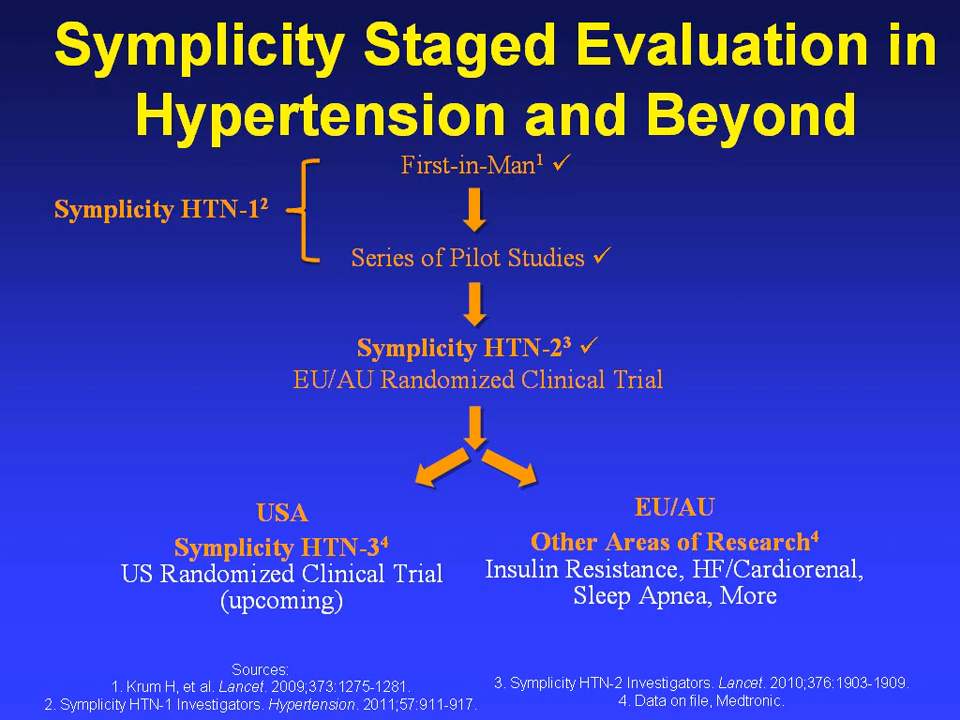 Symplicity Staged Evaluation in
Hypertension and Beyond
First-in-Man¹ ✓
Symplicity HTN-1²
Series of Pilot Studies ✓
Symplicity HTN-2³ ✓
EU/AU Randomized Clinical Trial
USA
Symplicity HTN-3⁴
US Randomized Clinical Trial
(upcoming)
EU/AU
Other Areas of Research⁴
Insulin Resistance, HF/Cardiorenal,
Sleep Apnea, More
Sources:
1. Krum H, et al. Lancet. 2009;373:1275-1281.
2. Symplicity HTN-1 Investigators. Hypertension. 2011;57:911-917.
3. Symplicity HTN-2 Investigators. Lancet. 2010;376:1903-1909.
4. Data on file, Medtronic.